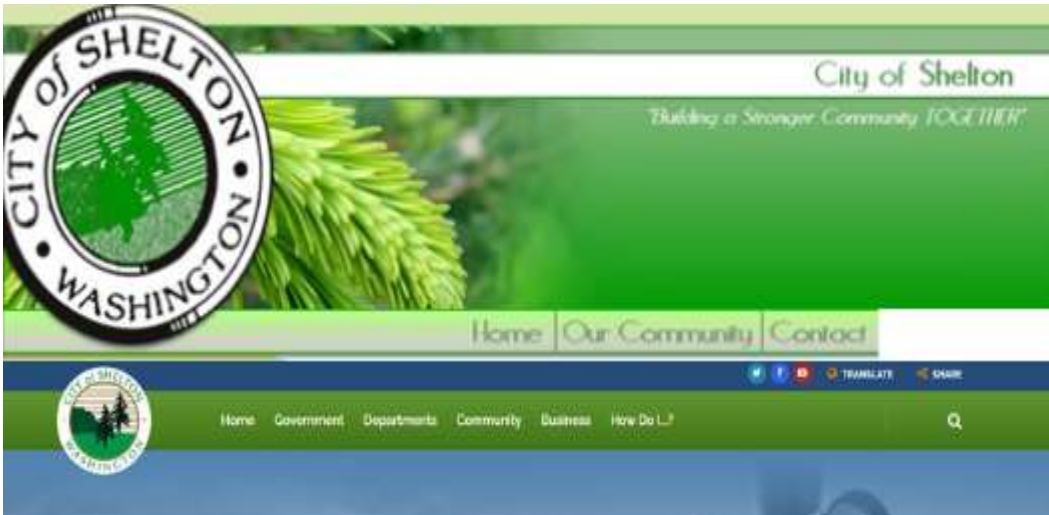 CITY of SHELTON • WASHINGTON •
City of Shelton
"Building a Stronger Community TOGETHER"
Home Our Community Contact
TRANSLATE SHARE
CITY of SHELTON WASHINGTON
Home Government Departments Community Business How Do I...?